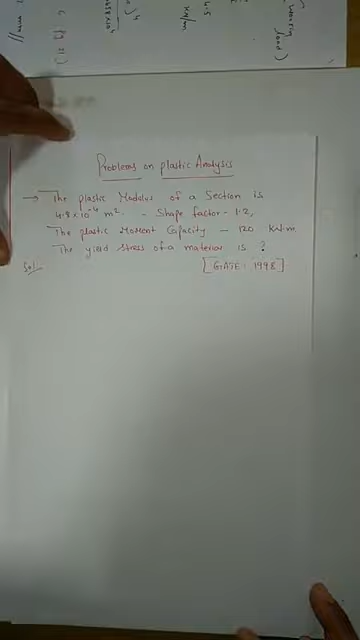 Problems on plastic Analysis
→ The plastic Modulus of a Section is
4.8 x 10⁻⁴ m². - Shape factor - 1.2,
The plastic Moment Capacity - 120 KN.m.
The yield stress of a material is ?
Sol:-
[GATE: 1998]